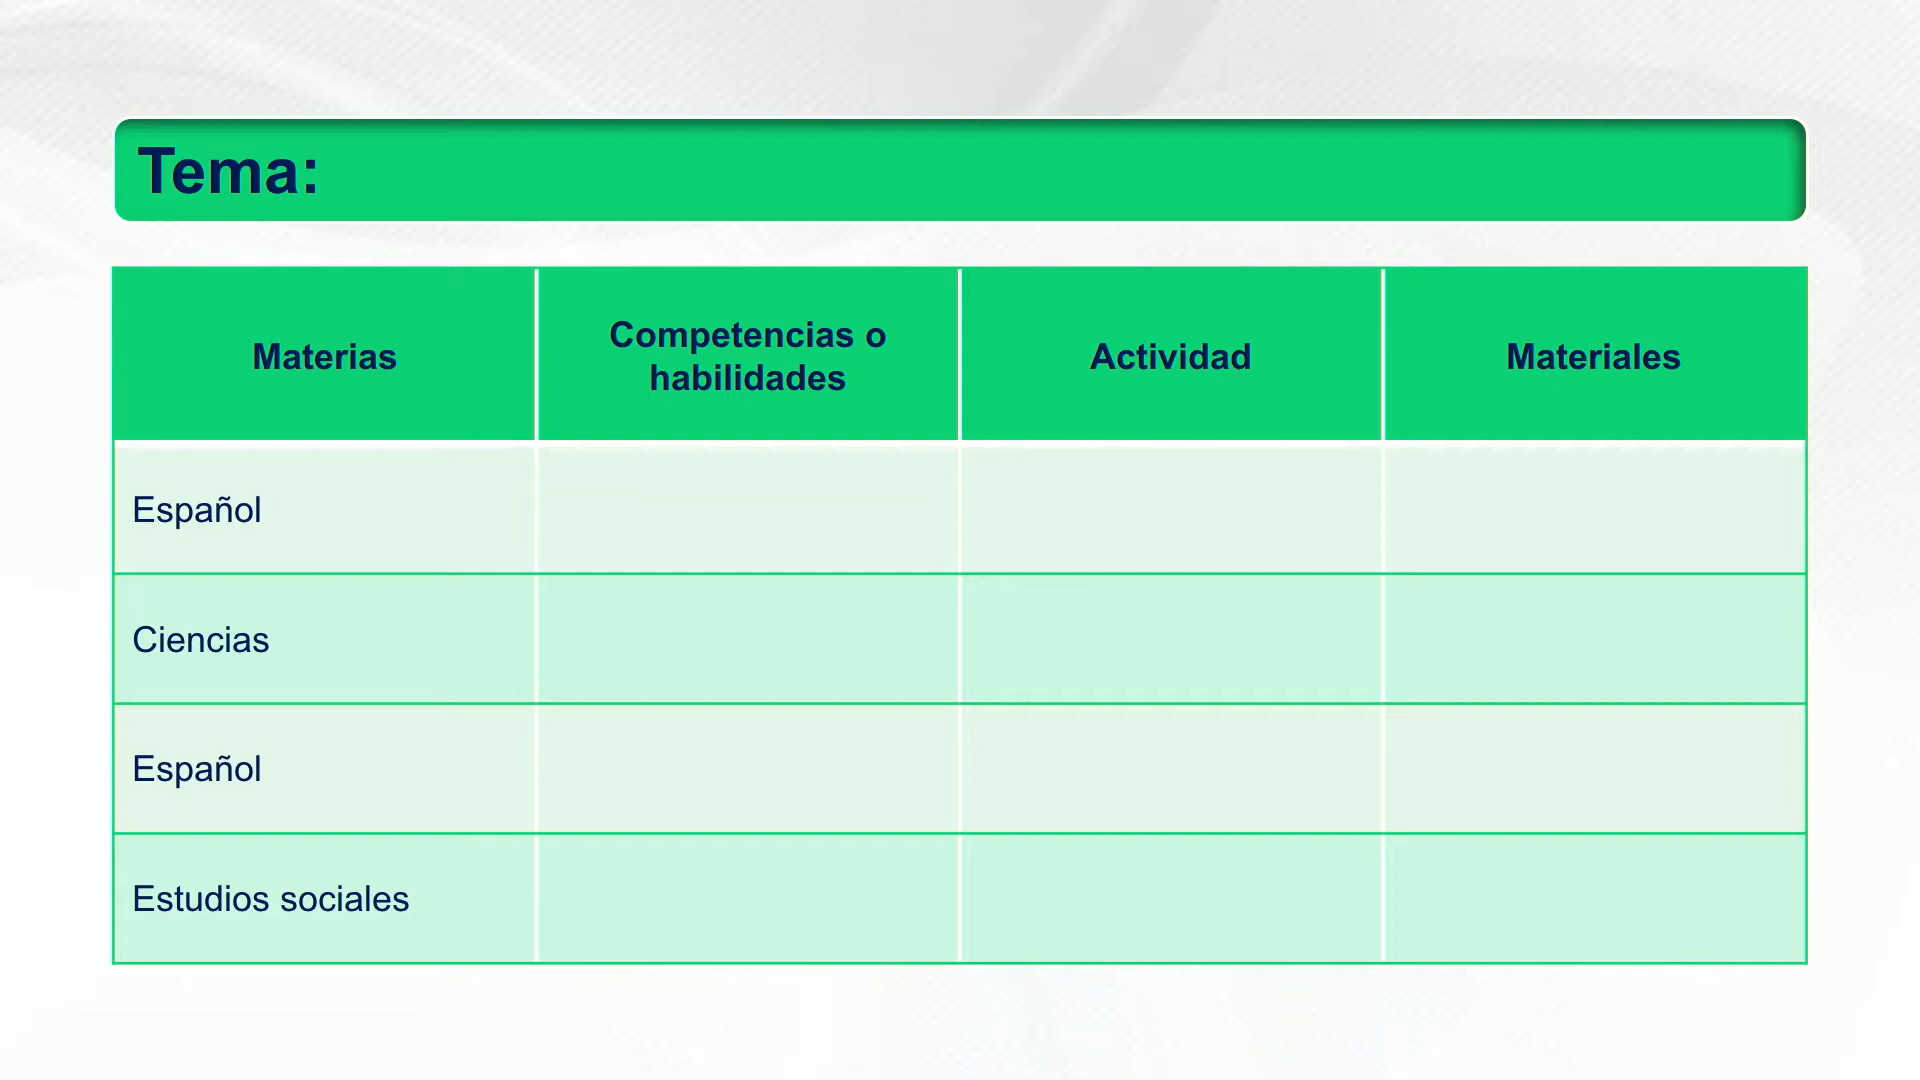 Tema:
Materias
Competencias o
habilidades
Actividad
Materiales
Español
Ciencias
Español
Estudios sociales